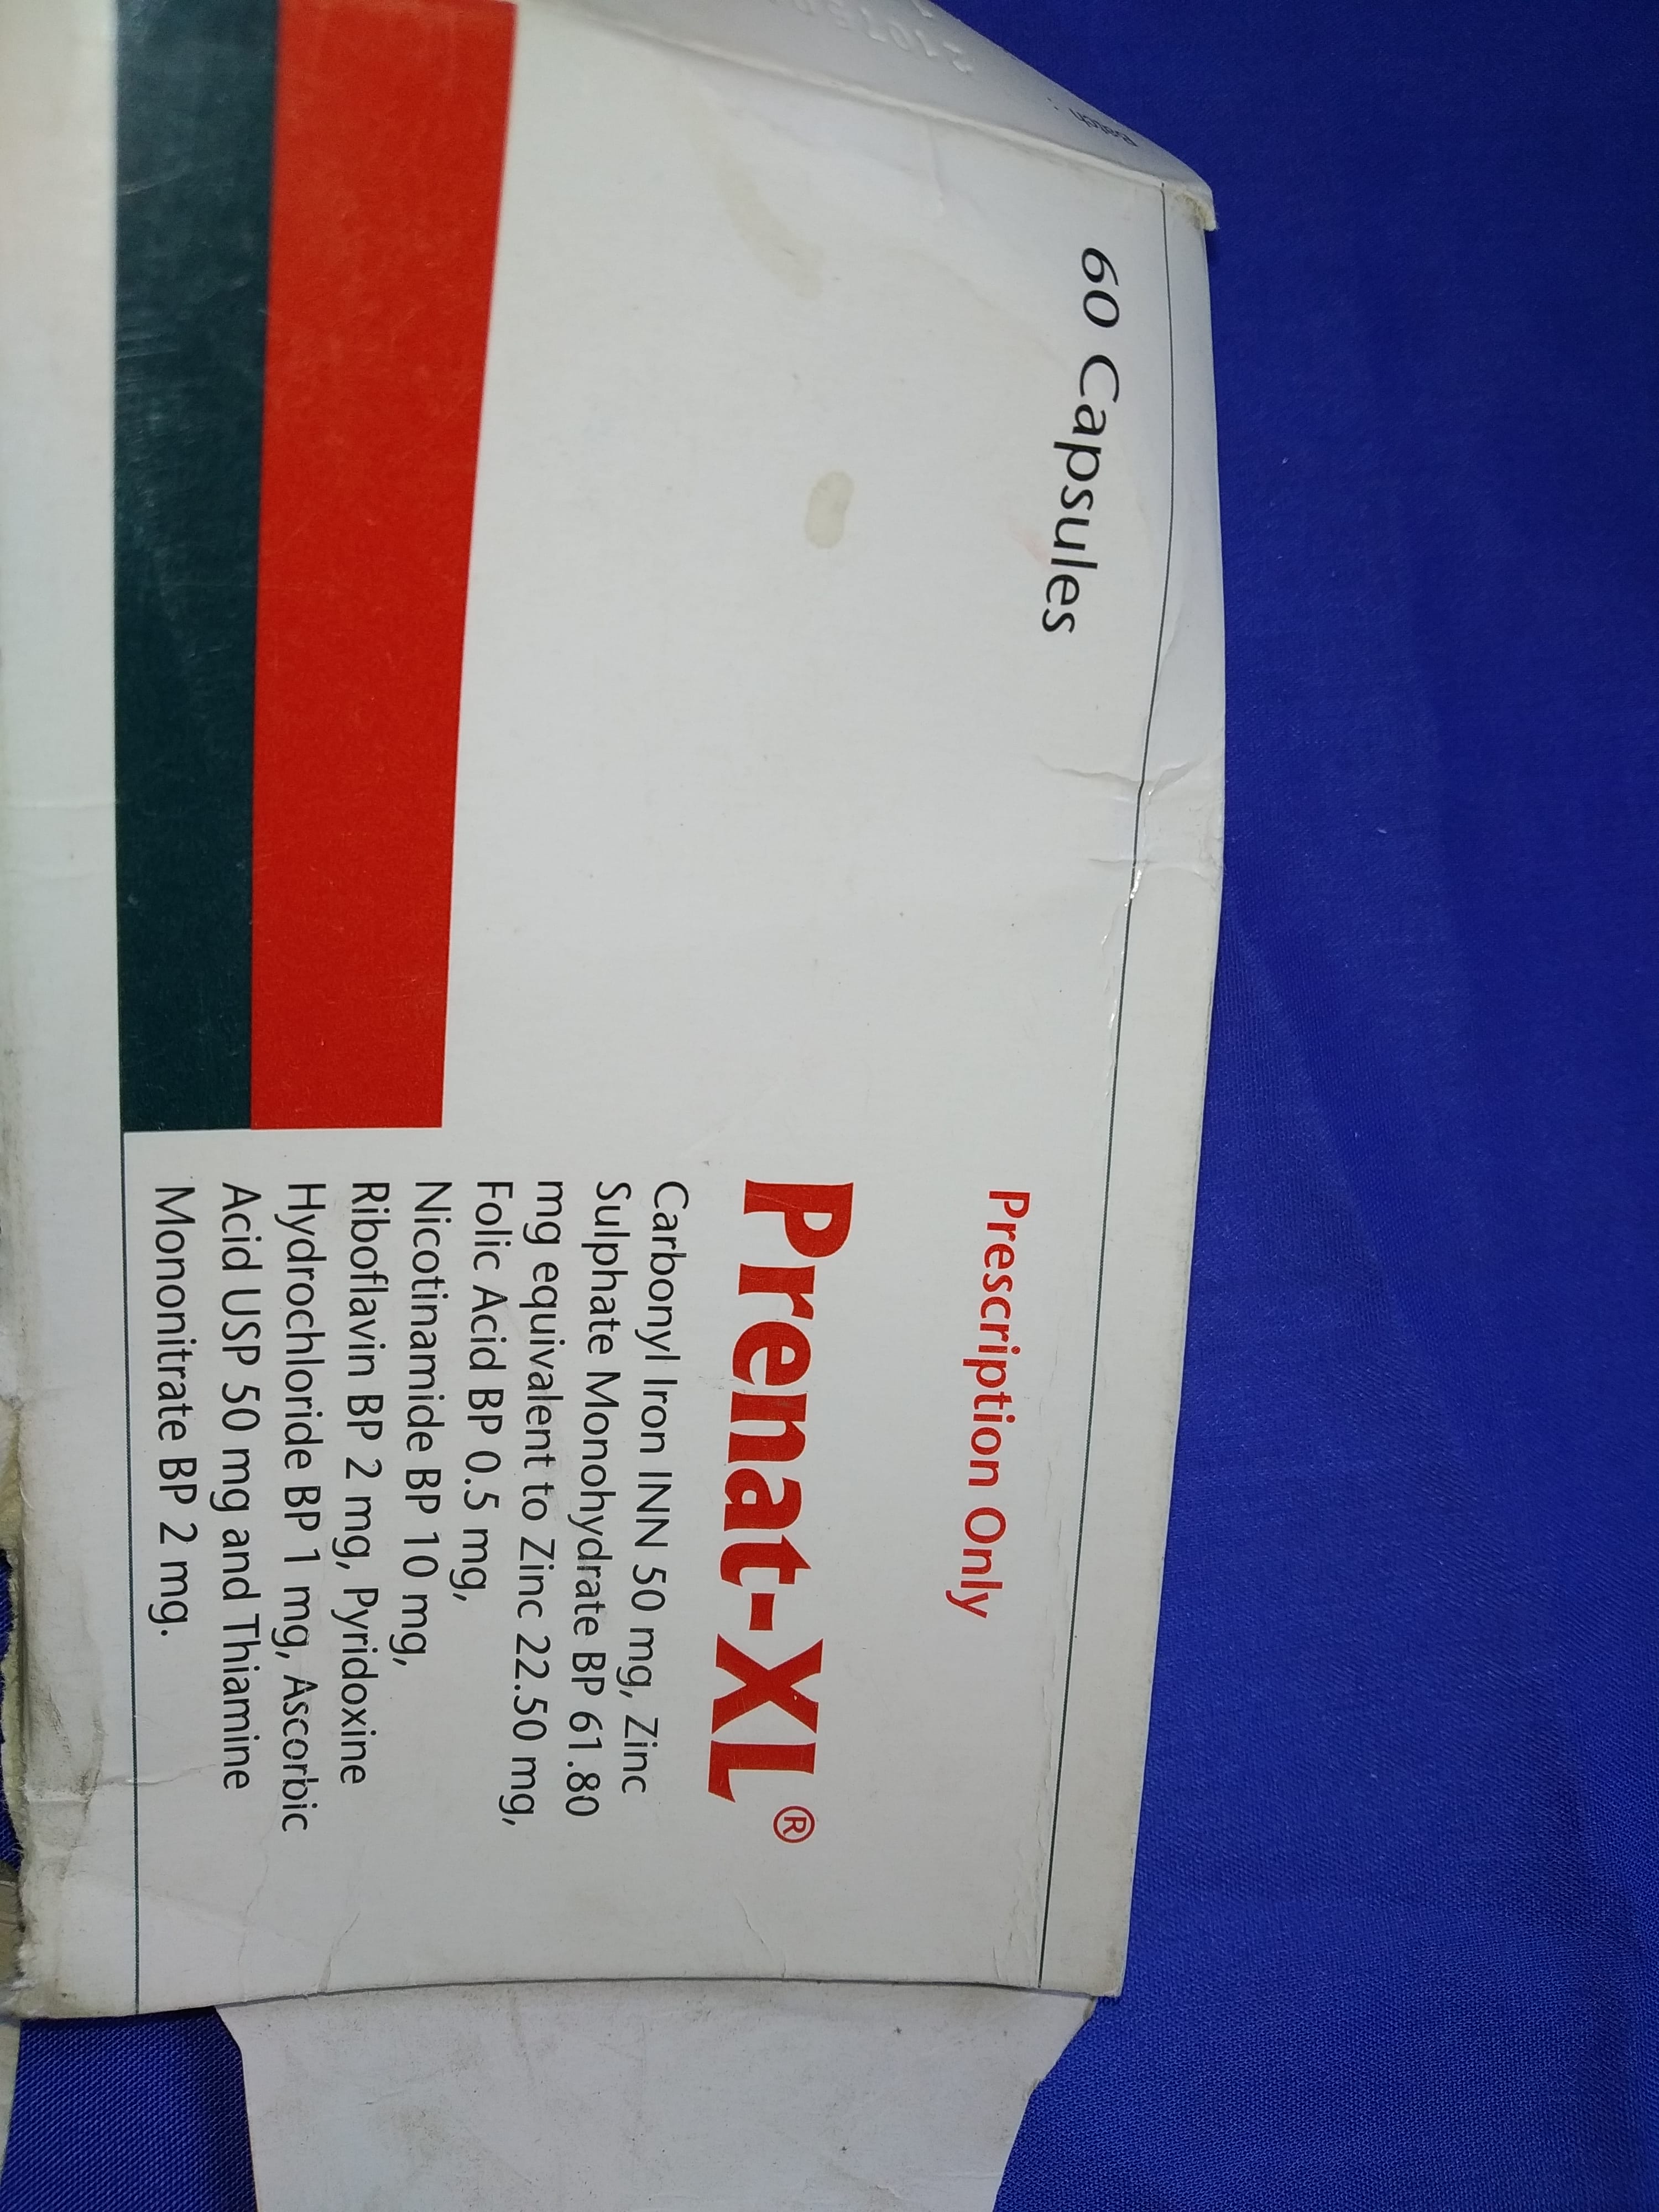 60 Capsules
Prescription Only
Prenat-XL®
Carbonyl Iron INN 50 mg, Zinc
Sulphate Monohydrate BP 61.80
mg equivalent to Zinc 22.50 mg,
Folic Acid BP 0.5 mg,
Nicotinamide BP 10 mg,
Riboflavin BP 2 mg, Pyridoxine
Hydrochloride BP 1 mg, Ascorbic
Acid USP 50 mg and Thiamine
Mononitrate BP 2 mg.